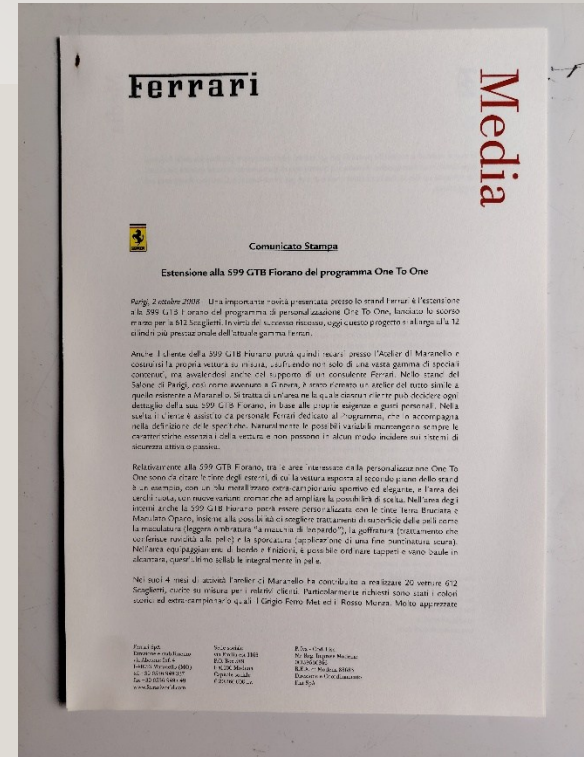 Ferrari
Media
Comunicato Stampa
Estensione alla 599 GTB Fiorano del programma One To One
Parigi, 2 ottobre 2008 Una importante novità presentata presso lo stand Ferrari è l'estensione
alla 599 GTB Fiorano del programma di personalizzazione One To One, lanciato lo scorso
marzo per la 612 Scaglietti. In virtù del successo riscosso, oggi questo progetto si allarga alla 12
cilindri più prestazionale dell'attuale gamma Ferrari.
Anche il cliente della 599 GTB Fiorano potrà quindi recarsi presso l'Atelier di Maranello e
costruirsi la propria vettura su misura, usufruendo non solo di una vasta gamma di speciali
contenuti, ma avvalendosi anche del supporto di un consulente Ferrari. Nello stand del
Salone di Parigi, così come avvenuto a Ginevra, è stato ricreato un atelier del tutto simile a
quello esistente a Maranello. Si tratta di un'area nella quale ciascun cliente può decidere ogni
dettaglio della sua 599 GTB Fiorano, in base alle proprie esigenze e gusti personali. Nella
scelta il cliente è assistito da personale Ferrari dedicato al Programma, che lo accompagna
nella definizione delle specifiche. Naturalmente le possibili variabili mantengono sempre le
caratteristiche essenziali della vettura e non possono in alcun modo incidere sui sistemi di
sicurezza attiva o passiva.
Relativamente alla 599 GTB Fiorano, tra le aree interessate dalla personalizzazione One To
One sono da citare le tinte degli esterni, di cui la vettura esposta al secondo piano dello stand
è un esempio, con un blu metallizzato extra-campionario sportivo ed elegante, e l'area dei
cerchi ruota, con nuove varianti cromatiche ad ampliare la possibilità di scelta. Nell'area degli
interni anche la 599 GTB Fiorano potrà essere personalizzata con le tinte Terra Bruciata e
Maculato Opaco, insieme alla possibilità di scegliere trattamenti di superficie delle pelli come
la maculatura (leggera ombratura "a macchia di leopardo"), la goffratura (trattamento che
conferisce ruvidità alla pelle) e la sporcatura (applicazione di una fine puntinatura scura).
Nell'area equipaggiamenti di bordo e finizioni, è possibile ordinare tappeti e vano baule in
alcantara, quest'ultimo sellabile integralmente in pelle.
Nei suoi 4 mesi di attività l'atelier di Maranello ha contribuito a realizzare 20 vetture 612
Scaglietti, cucite su misura per i relativi clienti. Particolarmente richiesti sono stati i colori
storici ed extra-campionario quali il Grigio Ferro Met ed il Rosso Monza. Molto apprezzate
Ferrari SpA
Direzione e stabilimento
Sede sociale
Capitale sociale